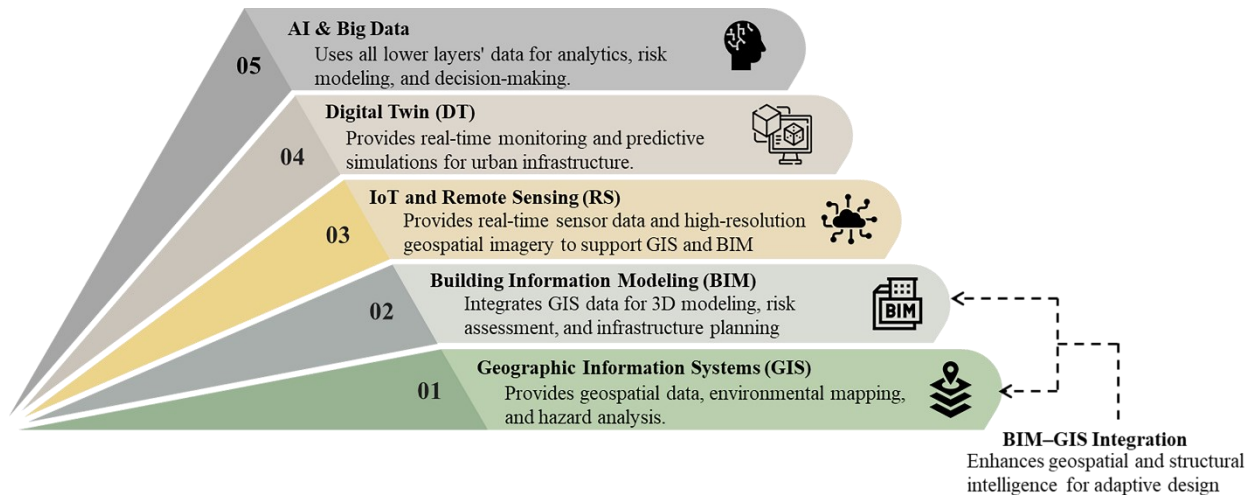 AI & Big Data
Uses all lower layers' data for analytics, risk
modeling, and decision-making.
05
Digital Twin (DT)
Provides real-time monitoring and predictive
simulations for urban infrastructure.
04
IoT and Remote Sensing (RS)
Provides real-time sensor data and high-resolution
geospatial imagery to support GIS and BIM
03
Building Information Modeling (BIM)
Integrates GIS data for 3D modeling, risk
assessment, and infrastructure planning
02
BIM
Geographic Information Systems (GIS)
Provides geospatial data, environmental mapping,
and hazard analysis.
01
BIM–GIS Integration
Enhances geospatial and structural
intelligence for adaptive design